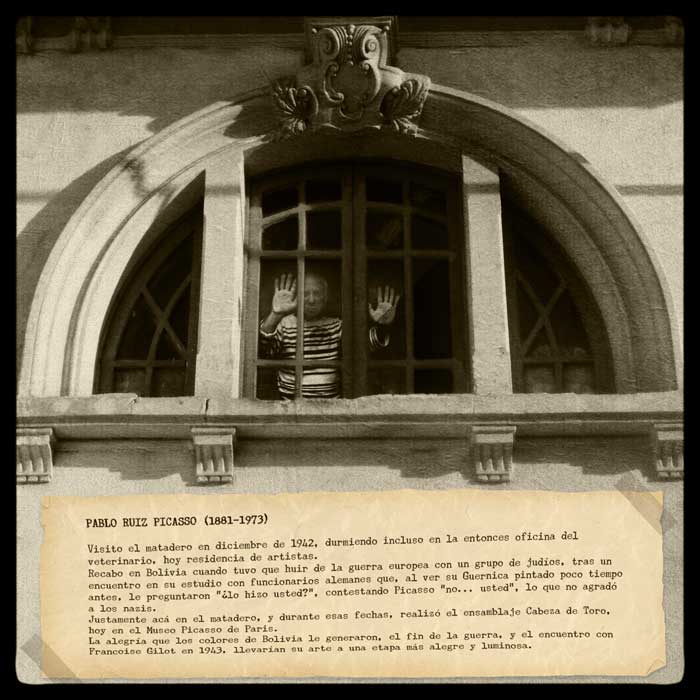 PABLO RUIZ PICASSO (1881-1973)
Visito el matadero en diciembre de 1942, durmiendo incluso en la entonces oficina del
veterinario, hoy residencia de artistas.
Recabo en Bolivia cuando tuvo que huir de la guerra europea con un grupo de judíos, tras un
encuentro en su estudio con funcionarios alemanes que, al ver su Guernica pintado poco tiempo
antes, le preguntaron "¿lo hizo usted?", contestando Picasso "no... usted", lo que no agradó
a los nazis.
Justamente acá en el matadero, y durante esas fechas, realizó el ensamblaje Cabeza de Toro,
hoy en el Museo Picasso de París.
La alegría que los colores de Bolivia le generaron, el fin de la guerra, y el encuentro con
Francoise Gilot en 1943, llevarían su arte a una etapa más alegre y luminosa.